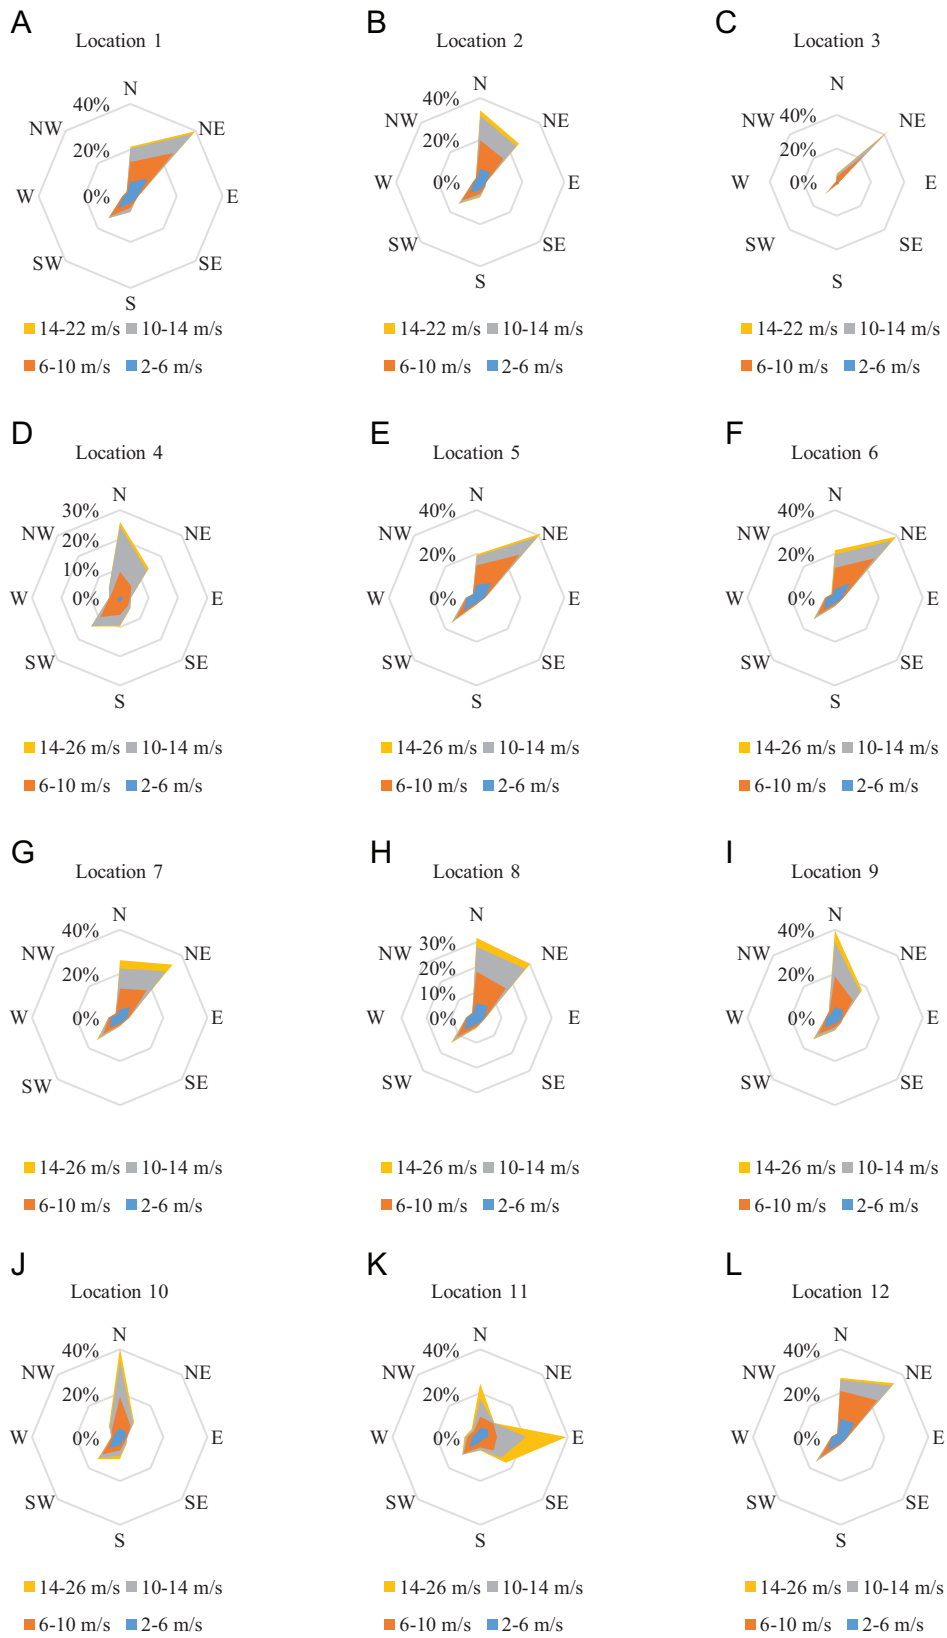 A
Location 1
N
40%
NW
NE
20%
W
0%
E
SW
SE
S
14-22 m/s 10-14 m/s
6-10 m/s 2-6 m/s
B
Location 2
N
40%
NW
NE
20%
W
0%
E
SW
SE
S
14-22 m/s 10-14 m/s
6-10 m/s 2-6 m/s
C
Location 3
N
40%
NW
NE
20%
W
0%
E
SW
SE
S
14-22 m/s 10-14 m/s
6-10 m/s 2-6 m/s
D
Location 4
N
30%
NW
NE
20%
10%
W
0%
E
SW
SE
S
14-26 m/s 10-14 m/s
6-10 m/s 2-6 m/s
E
Location 5
N
40%
NW
NE
20%
W
0%
E
SW
SE
S
14-26 m/s 10-14 m/s
6-10 m/s 2-6 m/s
F
Location 6
N
40%
NW
NE
20%
W
0%
E
SW
SE
S
14-26 m/s 10-14 m/s
6-10 m/s 2-6 m/s
G
Location 7
N
40%
NW
NE
20%
W
0%
E
SW
SE
14-26 m/s 10-14 m/s
6-10 m/s 2-6 m/s
H
Location 8
N
30%
NW
NE
20%
10%
W
0%
E
SW
SE
14-26 m/s 10-14 m/s
6-10 m/s 2-6 m/s
I
Location 9
N
40%
NW
NE
20%
W
0%
E
SW
SE
14-26 m/s 10-14 m/s
6-10 m/s 2-6 m/s
J
Location 10
N
40%
NW
NE
20%
W
0%
E
SW
SE
S
14-26 m/s 10-14 m/s
6-10 m/s 2-6 m/s
K
Location 11
N
40%
NW
NE
20%
W
0%
E
SW
SE
S
14-26 m/s 10-14 m/s
6-10 m/s 2-6 m/s
L
Location 12
N
40%
NW
NE
20%
W
0%
E
SW
SE
S
14-26 m/s 10-14 m/s
6-10 m/s 2-6 m/s